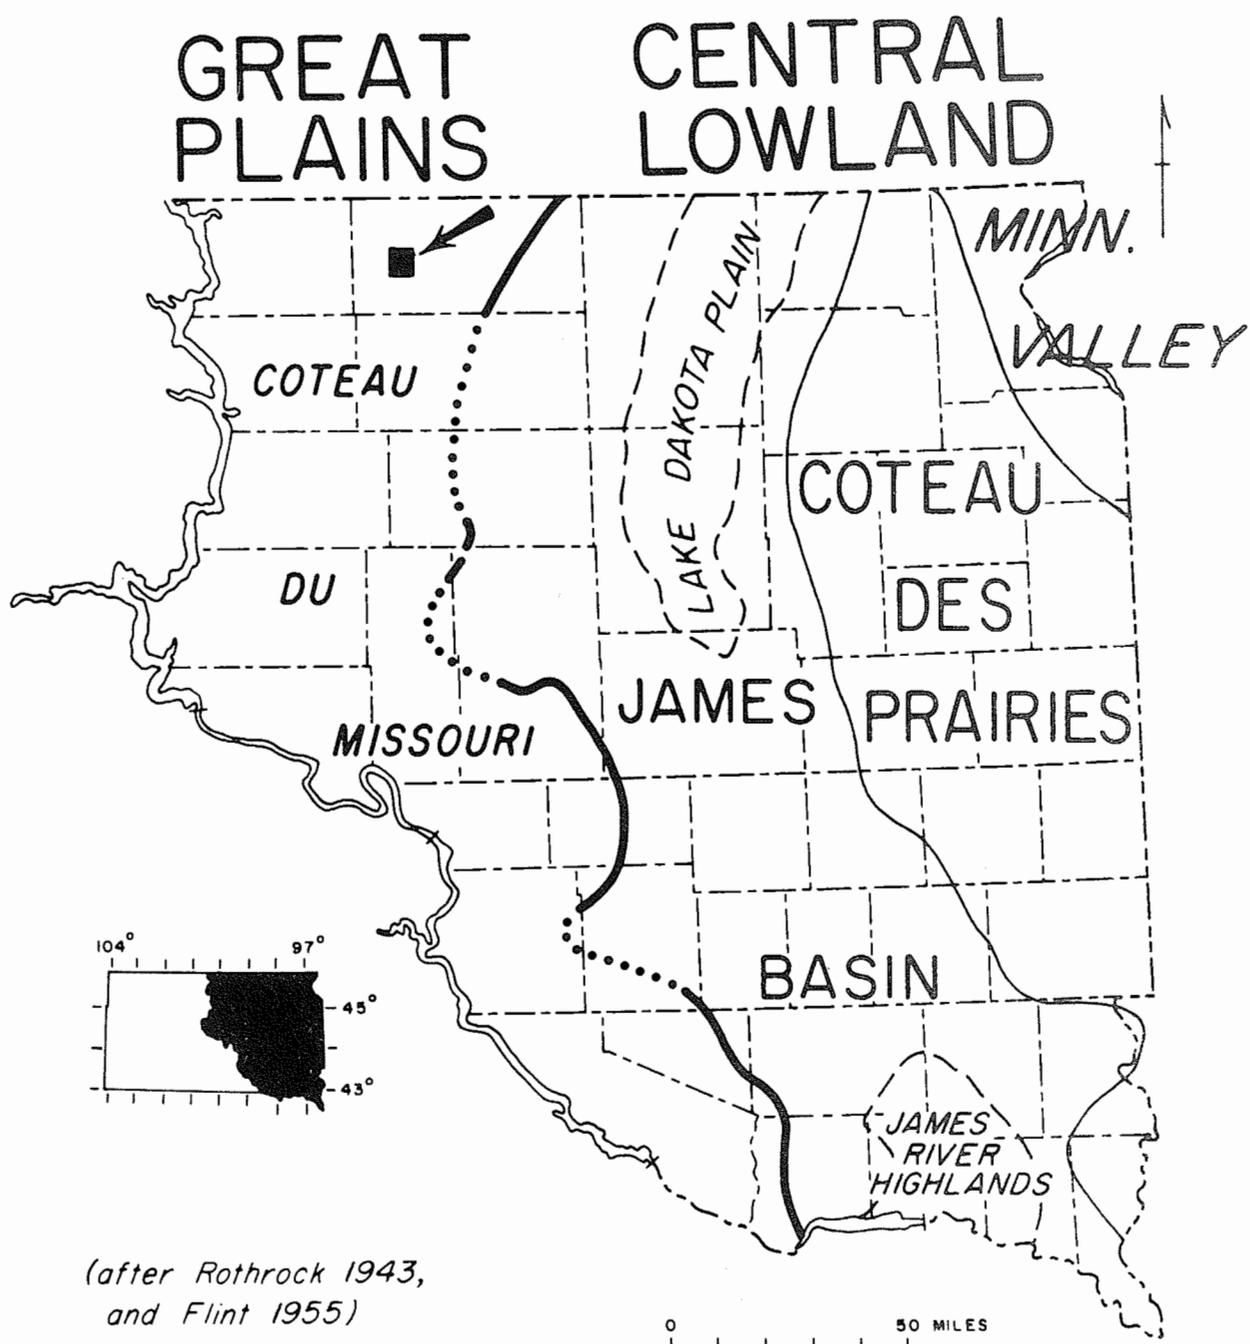 GREAT
PLAINS
CENTRAL
LOWLAND
MINN.
VALLEY
LAKE DAKOTA PLAIN
COTEAU
DU
MISSOURI
COTEAU
DES
PRAIRIES
JAMES
BASIN
JAMES
RIVER
HIGHLANDS
104° 97°
45°
43°
(after Rothrock 1943,
and Flint 1955)
0 50 MILES